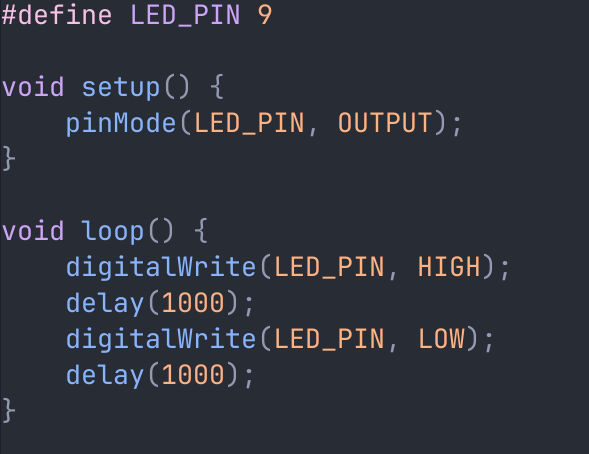 #define LED_PIN 9

void setup() {
    pinMode(LED_PIN, OUTPUT);
}

void loop() {
    digitalWrite(LED_PIN, HIGH);
    delay(1000);
    digitalWrite(LED_PIN, LOW);
    delay(1000);
}